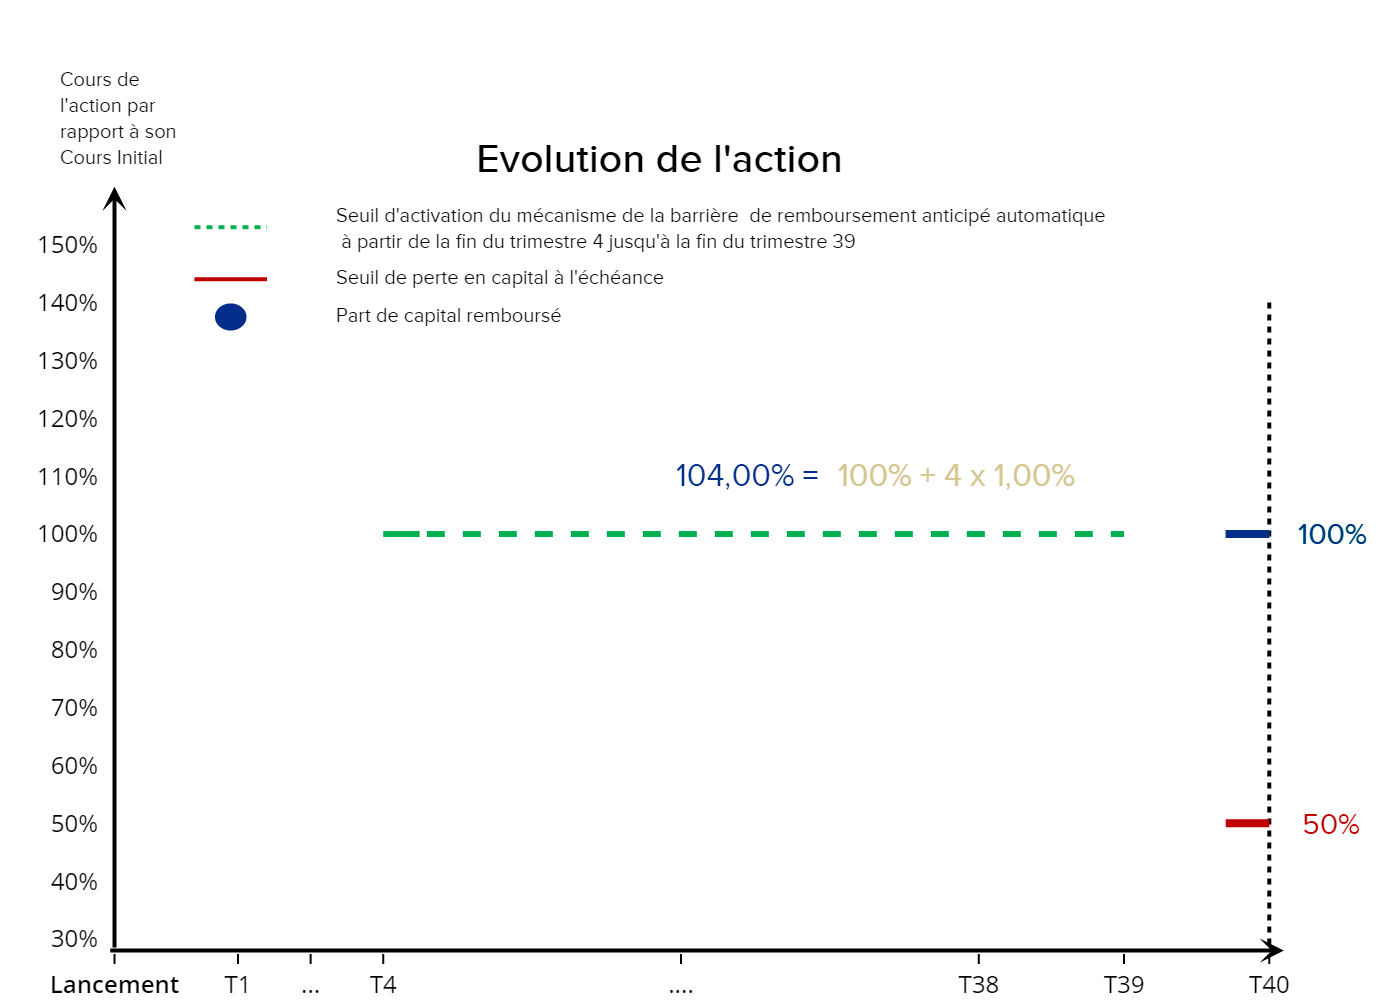 Cours de
l'action par
rapport à son
Cours Initial
Evolution de l'action
Seuil d'activation du mécanisme de la barrière  de remboursement anticipé automatique
à partir de la fin du trimestre 4 jusqu'à la fin du trimestre 39
Seuil de perte en capital à l'échéance
Part de capital remboursé
150%
140%
130%
120%
110%
100%
90%
80%
70%
60%
50%
40%
30%
104,00% = 100% + 4 x 1,00%
100%
50%
Lancement T1 ... T4 .... T38 T39 T40